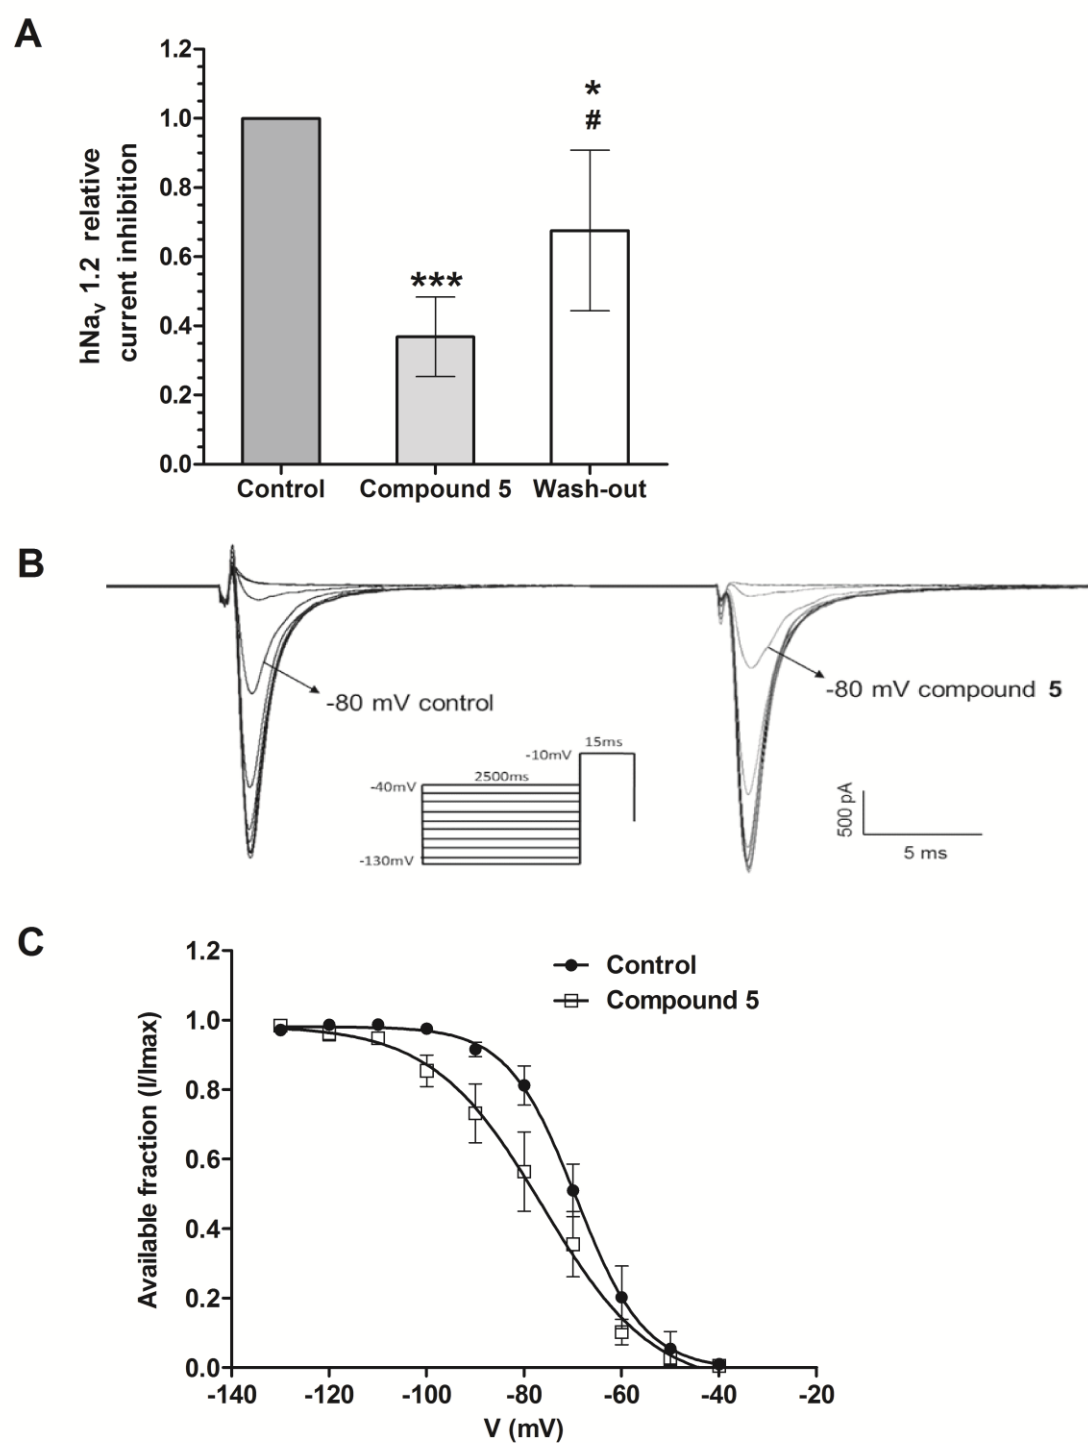 A
1.2
1.0
0.8
0.6
0.4
0.2
0.0
hNav 1.2 relative
current inhibition
***
*
#
Control Compound 5 Wash-out
B
-80 mV control
-80 mV compound 5
15ms
-10mV
2500ms
-40mV
-130mV
500 pA
5 ms
C
1.2
1.0
0.8
0.6
0.4
0.2
0.0
Available fraction (I/Imax)
Control
Compound 5
-140 -120 -100 -80 -60 -40 -20
V (mV)